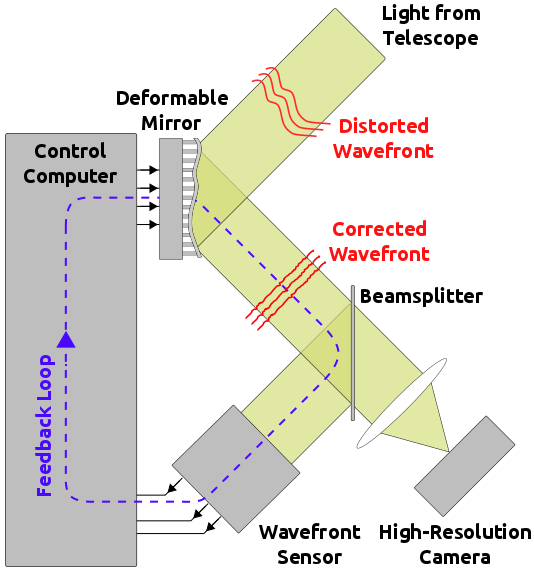 Light from
Telescope
Deformable
Mirror
Distorted
Wavefront
Control
Computer
Corrected
Wavefront
Beamsplitter
Feedback Loop
Wavefront
Sensor
High-Resolution
Camera